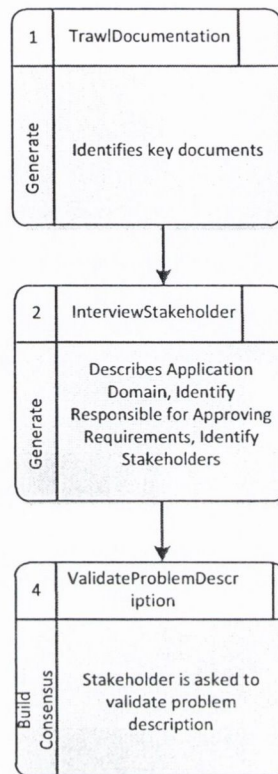 1
TrawlDocumentation
Generate
Identifies key documents
2
InterviewStakeholder
Generate
Describes Application
Domain, Identify
Responsible for Approving
Requirements, Identify
Stakeholders
4
ValidateProblemDescr
iption
Build
Consensus
Stakeholder is asked to
validate problem
description